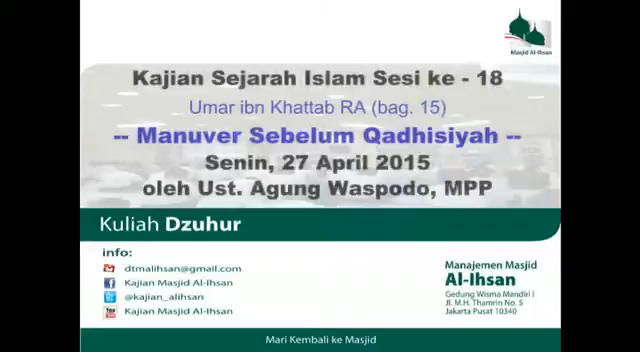 Masjid Al-Ihsan
Kajian Sejarah Islam Sesi ke - 18
Umar ibn Khattab RA (bag. 15)
-- Manuver Sebelum Qadhisiyah --
Senin, 27 April 2015
oleh Ust. Agung Waspodo, MPP
Kuliah Dzuhur
info:
dtmalihsan@gmail.com
Kajian Masjid Al-Ihsan
@kajian_alihsan
Kajian Masjid Al-Ihsan
Manajemen Masjid
Al-Ihsan
Gedung Wisma Mandiri I
Jl. M.H. Thamrin No. 5
Jakarta Pusat 10340
Mari Kembali ke Masjid